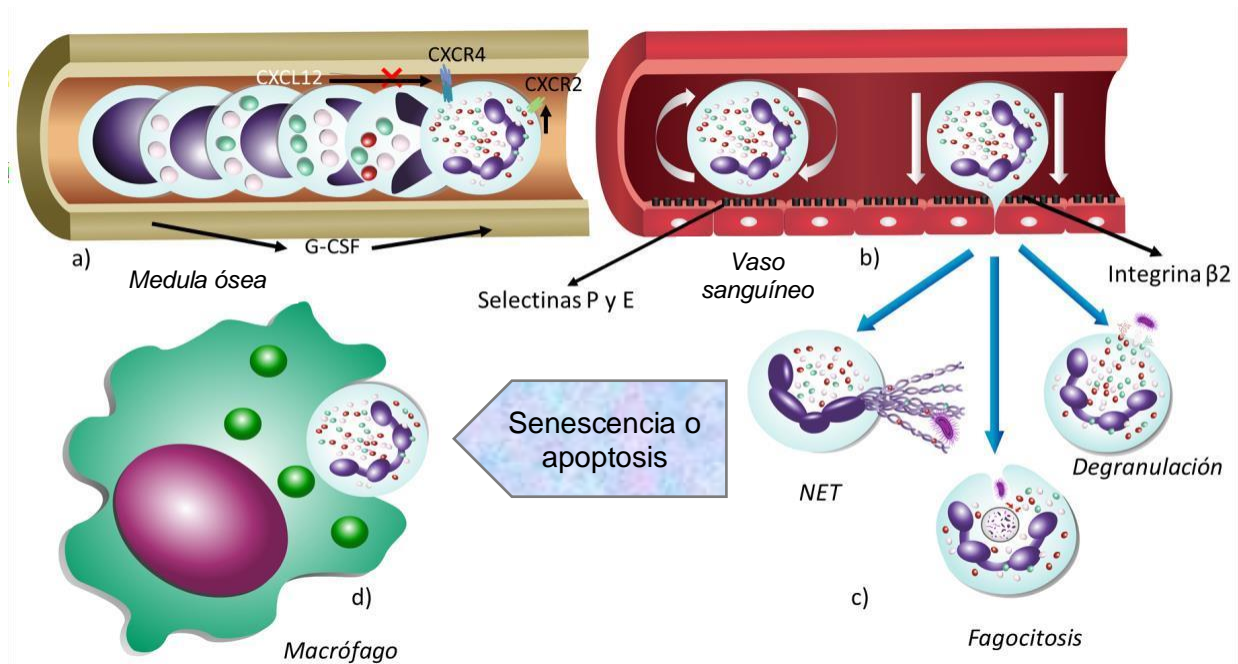 CXCR4
CXCL12
CXCR2
G-CSF
a)
Medula ósea
Selectinas P y E
Vaso
sanguíneo
b)
Integrina β2
Senescencia o
apoptosis
NET
Degranulación
Fagocitosis
c)
d)
Macrófago